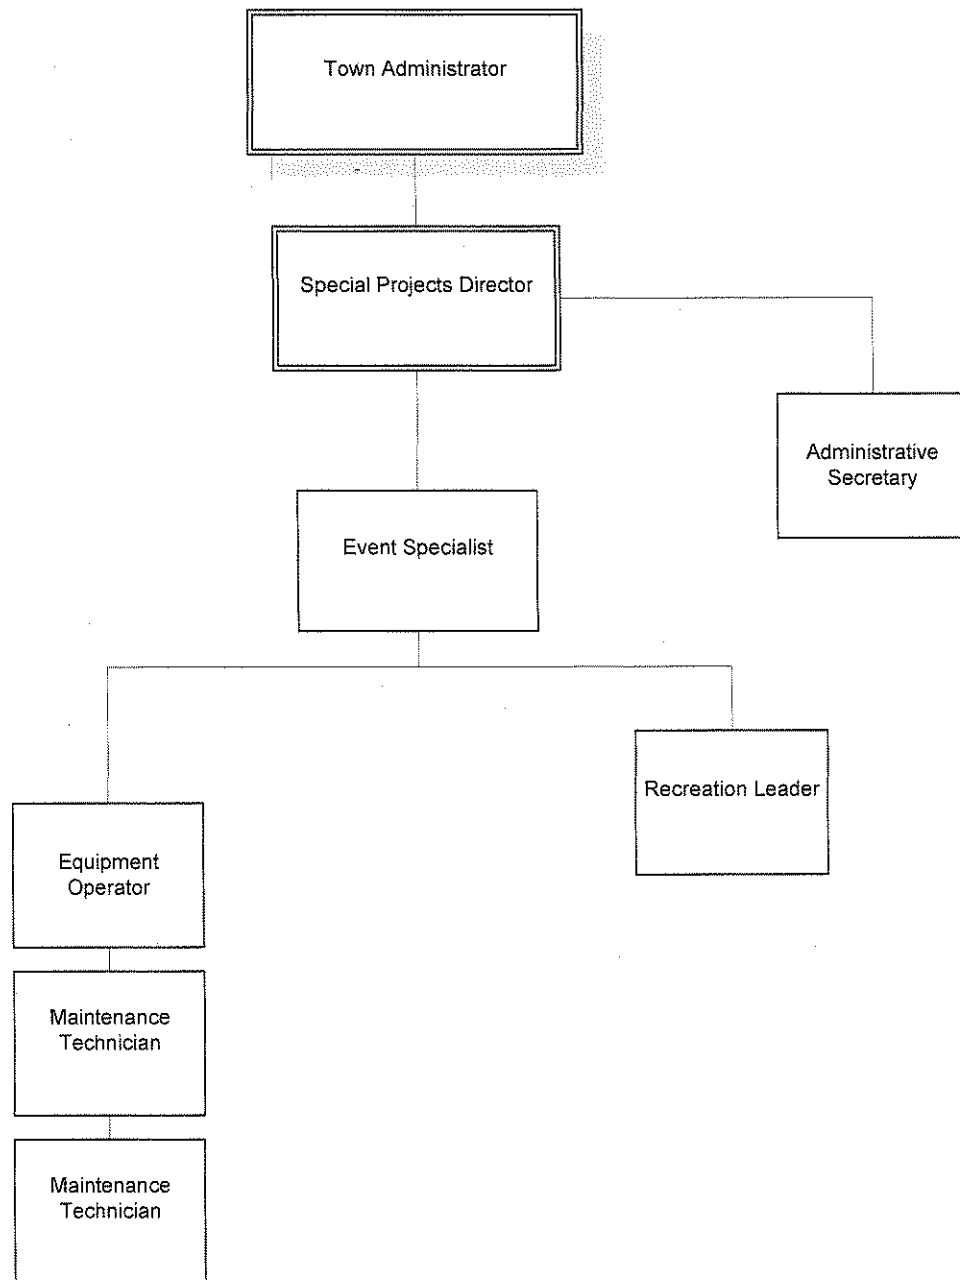 Town Administrator
Special Projects Director
Administrative
Secretary
Event Specialist
Recreation Leader
Equipment
Operator
Maintenance
Technician
Maintenance
Technician